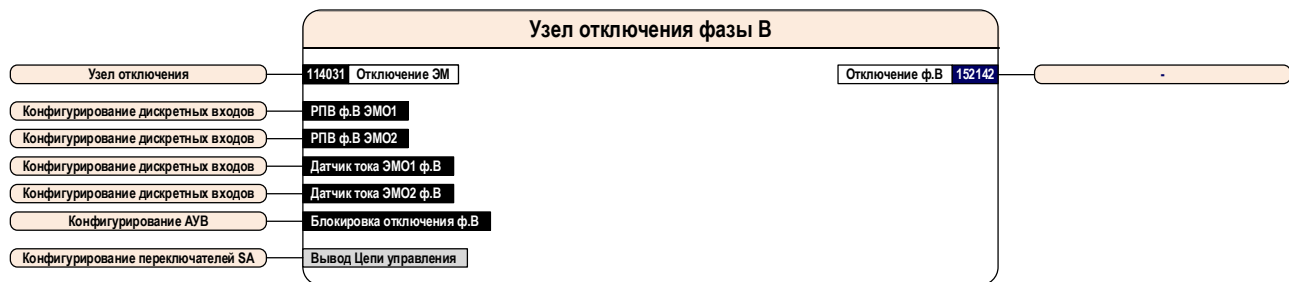 Узел отключения фазы В
Узел отключения 114031 Отключение ЭМ Отключение ф.В 152142 -
Конфигурирование дискретных входов РПВ ф.В ЭМО1
Конфигурирование дискретных входов РПВ ф.В ЭМО2
Конфигурирование дискретных входов Датчик тока ЭМО1 ф.В
Конфигурирование дискретных входов Датчик тока ЭМО2 ф.В
Конфигурирование АУВ Блокировка отключения ф.В
Конфигурирование переключателей SA Вывод Цепи управления